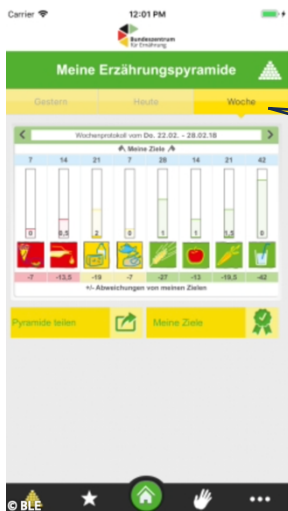 Carrier 12:01 PM
Bundeszentrum
für Ernährung
Meine Erzährungspyramide
Gestern Heute Woche
Wochenprotokoll vom Do. 22.02. - 28.02.18
Meine Ziele
7 14 21 7 28 14 21 42
0 0,5 2 0 1 1 1,5 0
-7 -13,5 -19 -7 -27 -13 -19,5 -42
+/- Abweichungen von meinen Zielen
Pyramide teilen Meine Ziele
© BLE